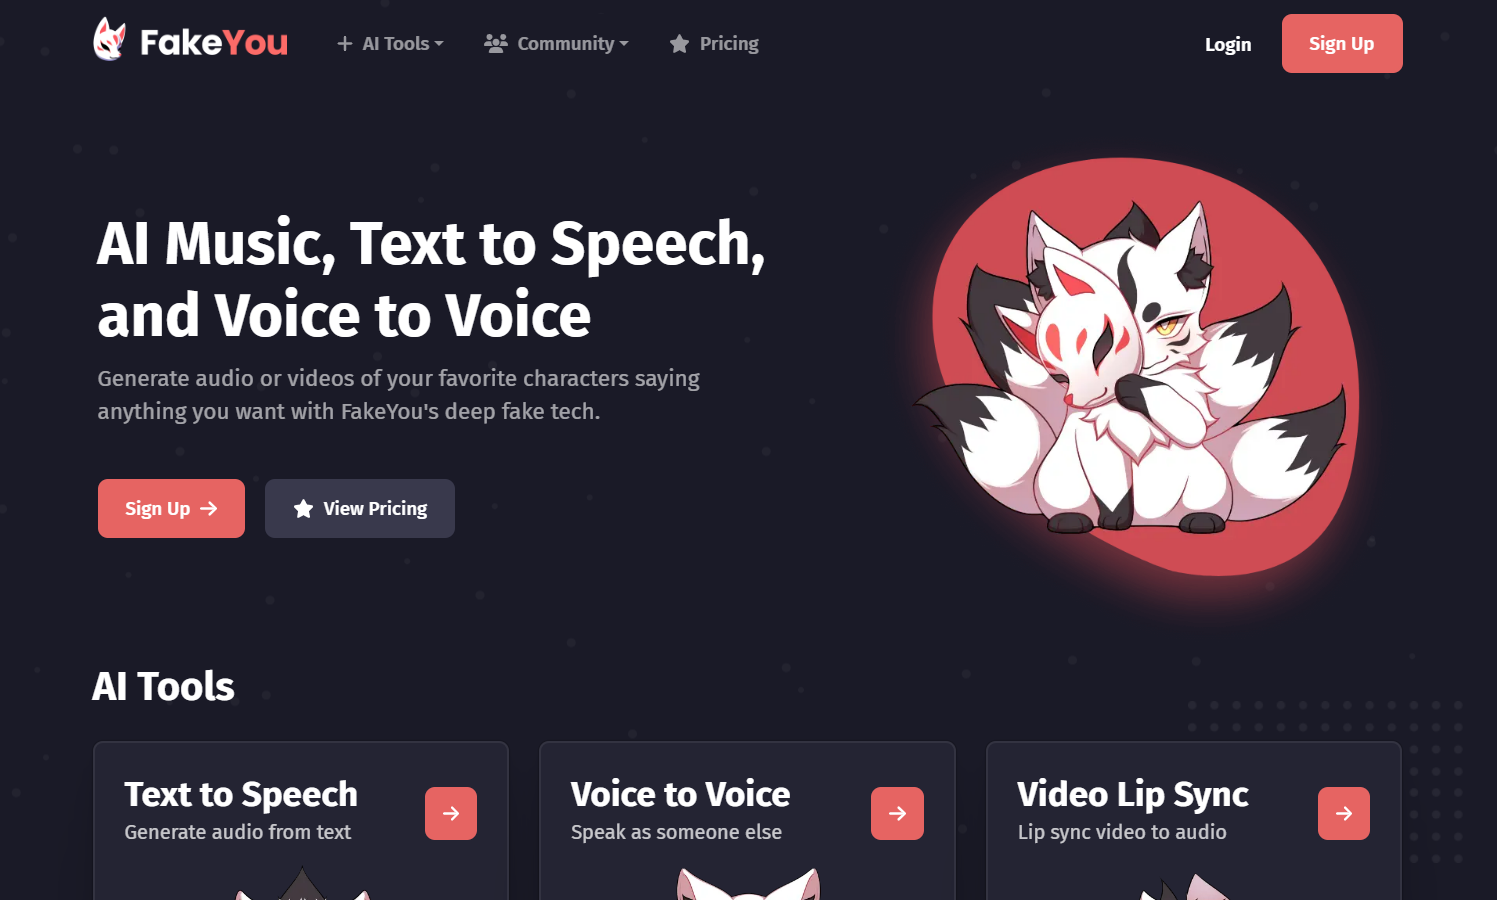 FakeYou
AI Tools
Community
Pricing
Login
Sign Up
AI Music, Text to Speech,
and Voice to Voice
Generate audio or videos of your favorite characters saying
anything you want with FakeYou's deep fake tech.
Sign Up
View Pricing
AI Tools
Text to Speech
Generate audio from text
Voice to Voice
Speak as someone else
Video Lip Sync
Lip sync video to audio